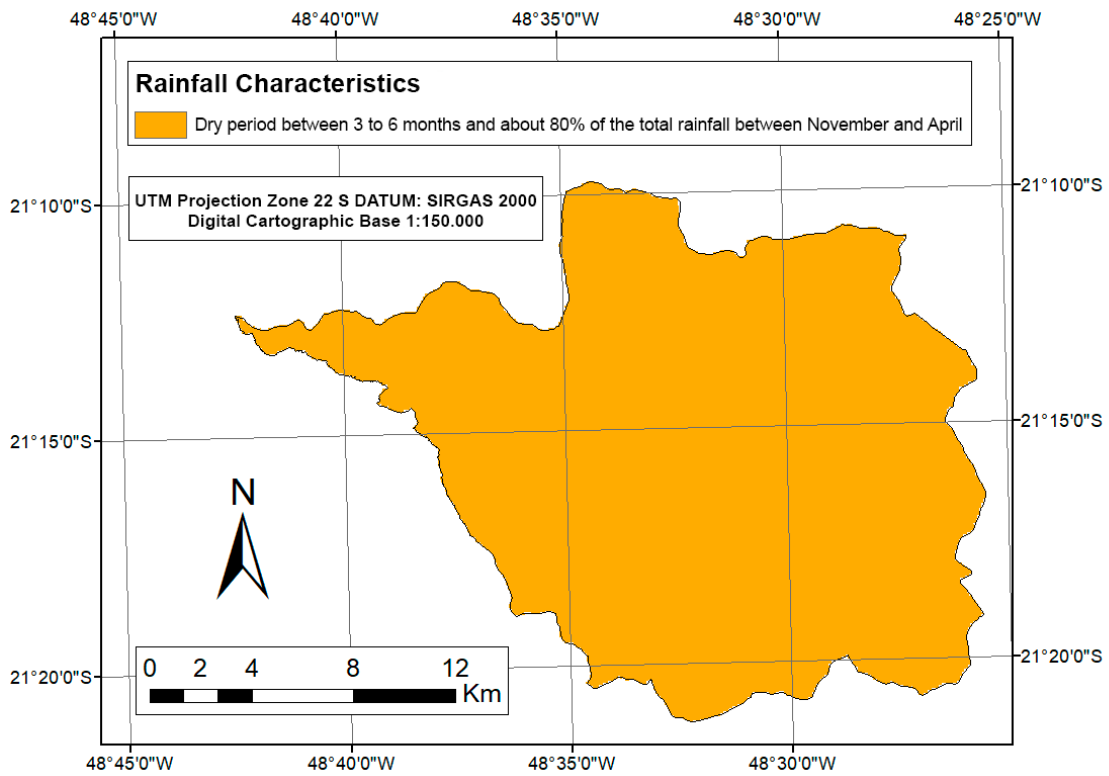 48°45'0"W 48°40'0"W 48°35'0"W 48°30'0"W 48°25'0"W
Rainfall Characteristics
Dry period between 3 to 6 months and about 80% of the total rainfall between November and April
UTM Projection Zone 22 S DATUM: SIRGAS 2000
Digital Cartographic Base 1:150.000
21°10'0"S 21°10'0"S
21°15'0"S 21°15'0"S
N
0 2 4 8 12
Km
21°20'0"S 21°20'0"S
48°45'0"W 48°40'0"W 48°35'0"W 48°30'0"W